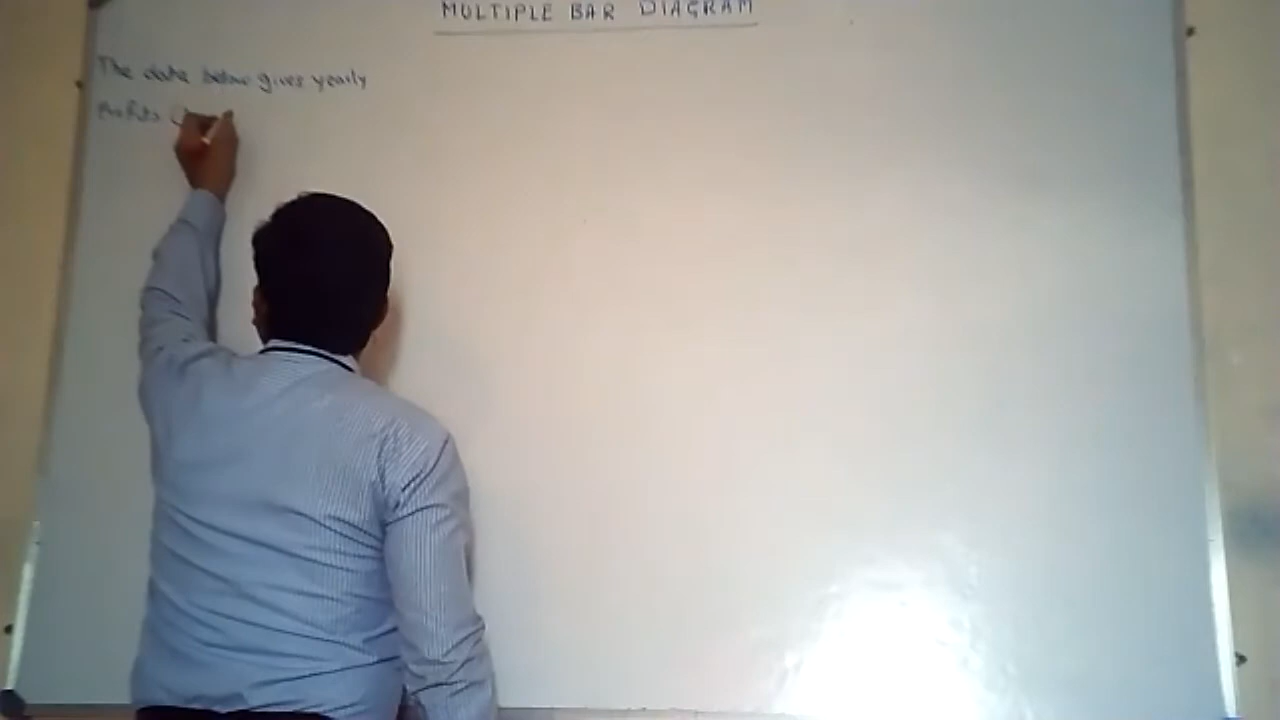 MULTIPLE BAR DIAGRAM
The data below gives yearly
Profits (